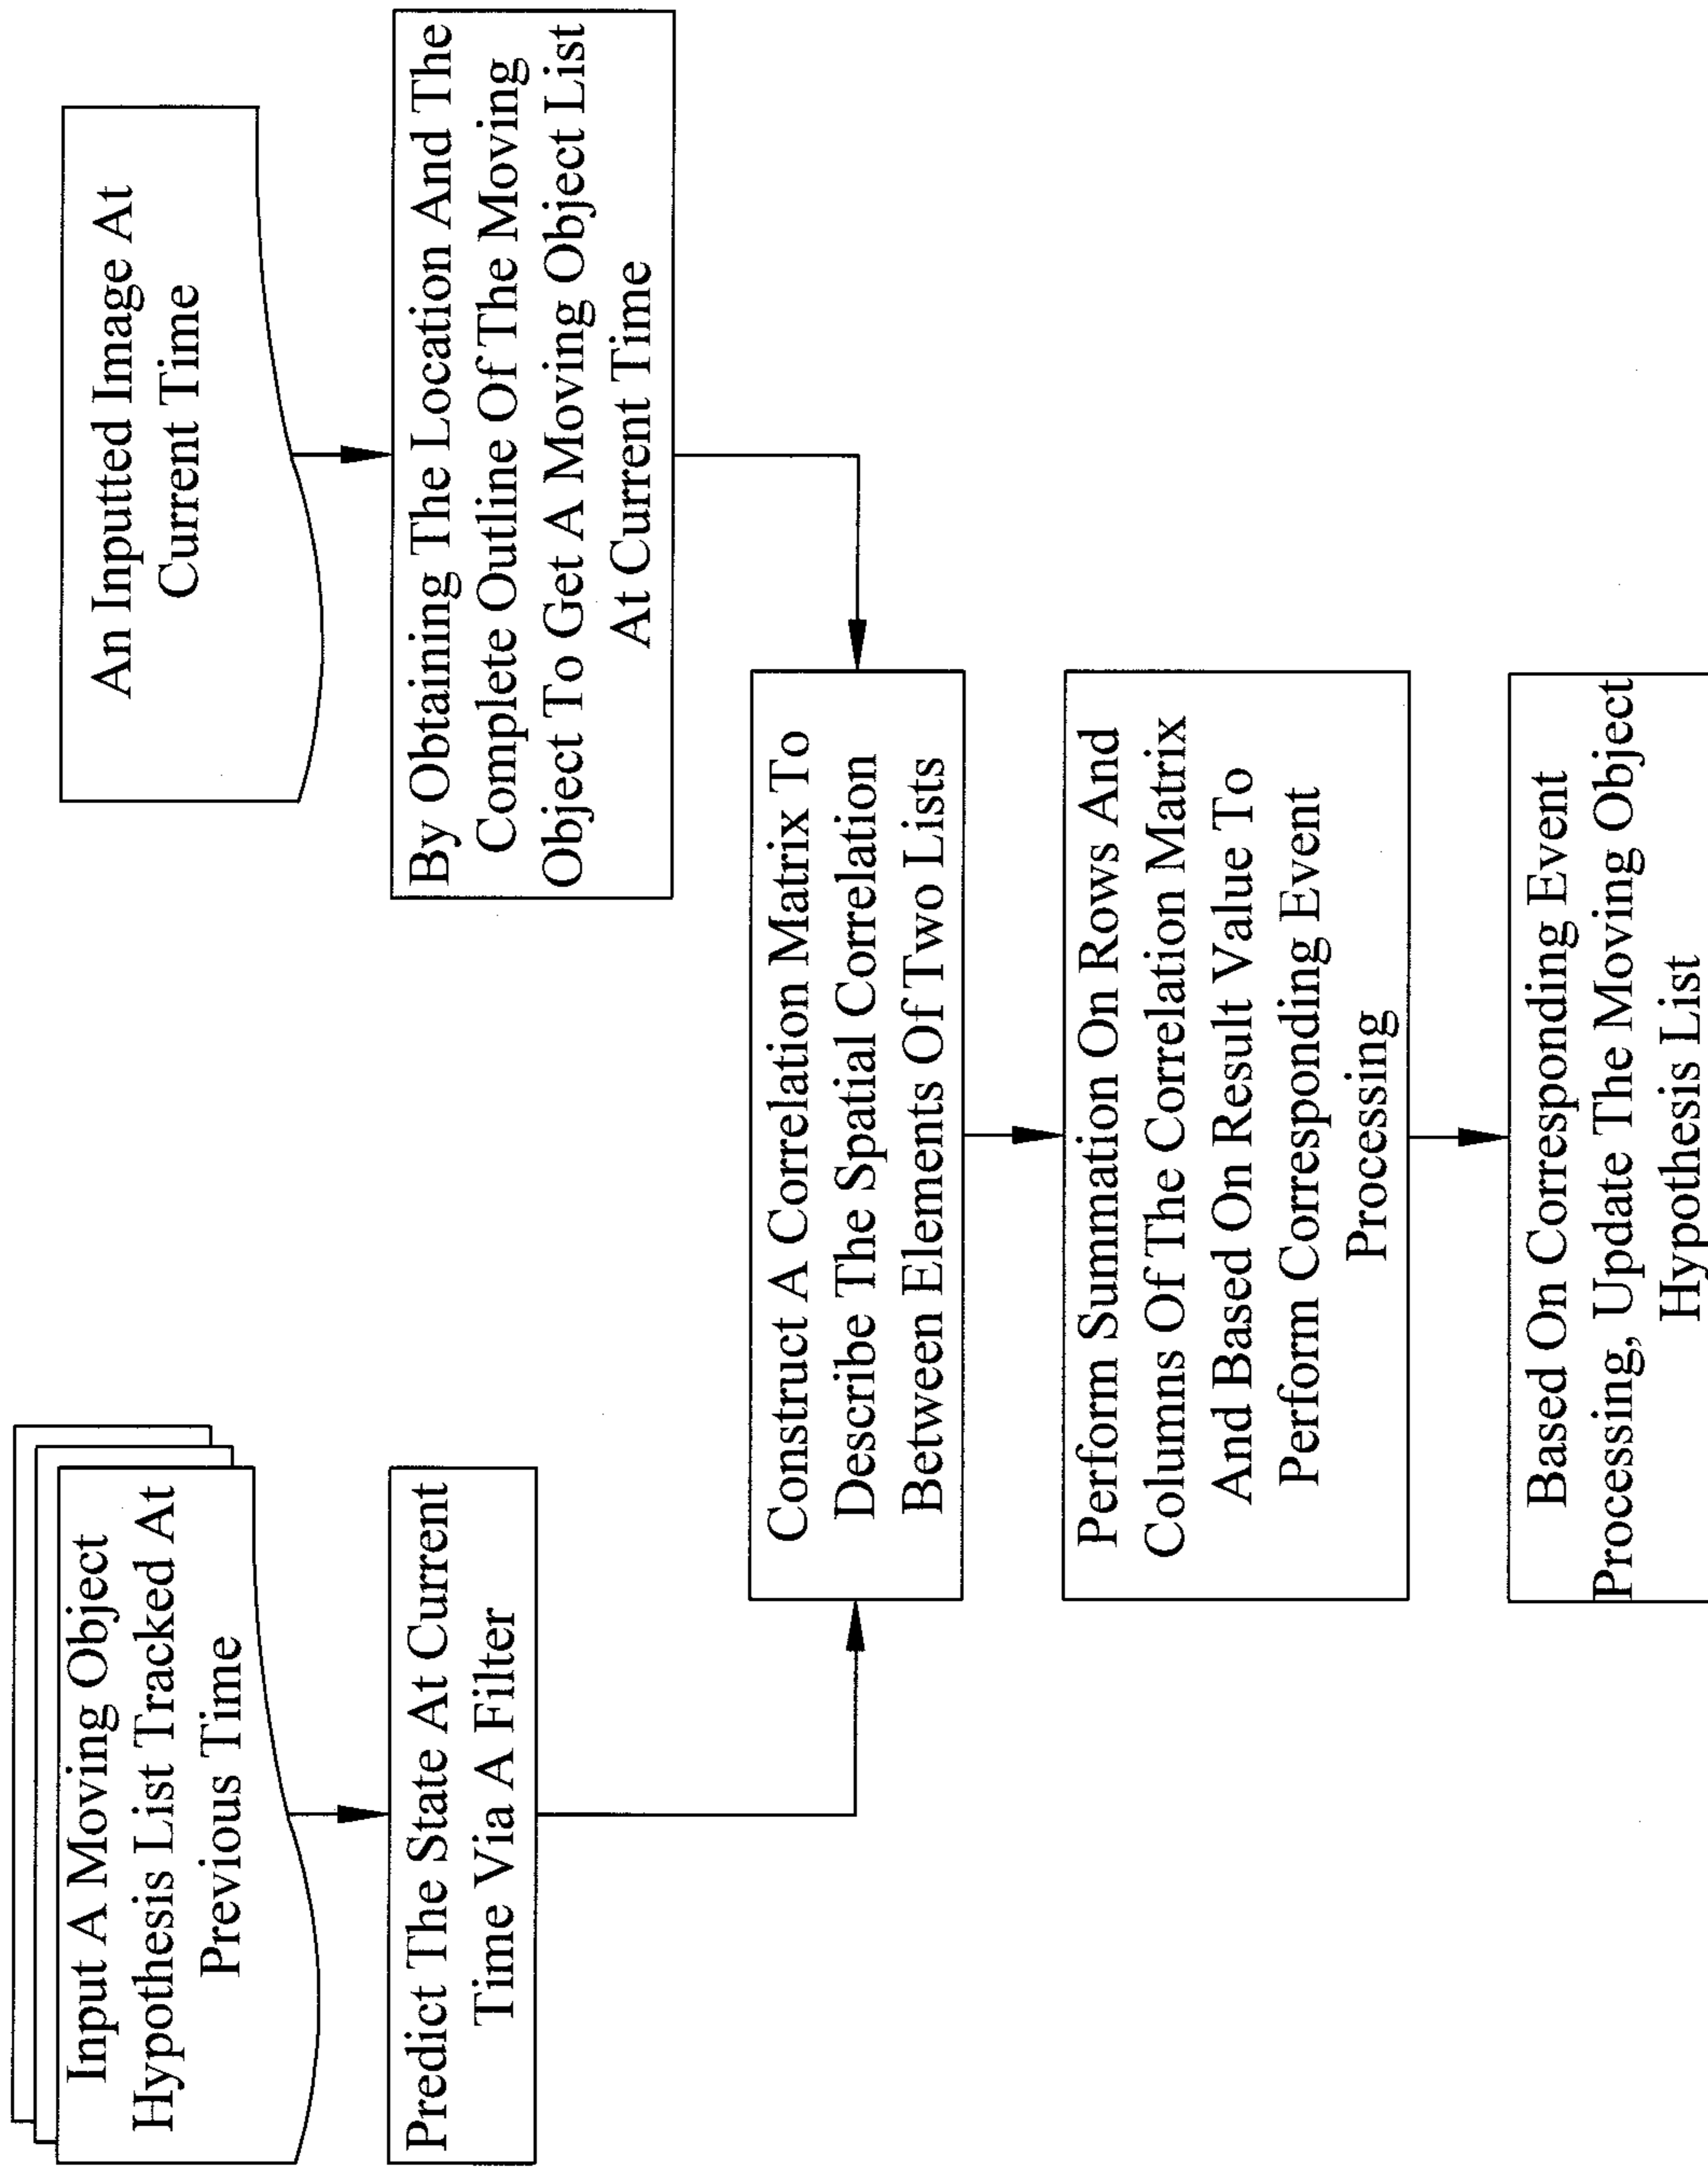 Input A Moving Object
Hypothesis List Tracked At
Previous Time
An Inputted Image At
Current Time
Predict The State At Current
Time Via A Filter
By Obtaining The Location And The
Complete Outline Of The Moving
Object To Get A Moving Object List
At Current Time
Construct A Correlation Matrix To
Describe The Spatial Correlation
Between Elements Of Two Lists
Perform Summation On Rows And
Columns Of The Correlation Matrix
And Based On Result Value To
Perform Corresponding Event
Processing
Based On Corresponding Event
Processing, Update The Moving Object
Hypothesis List